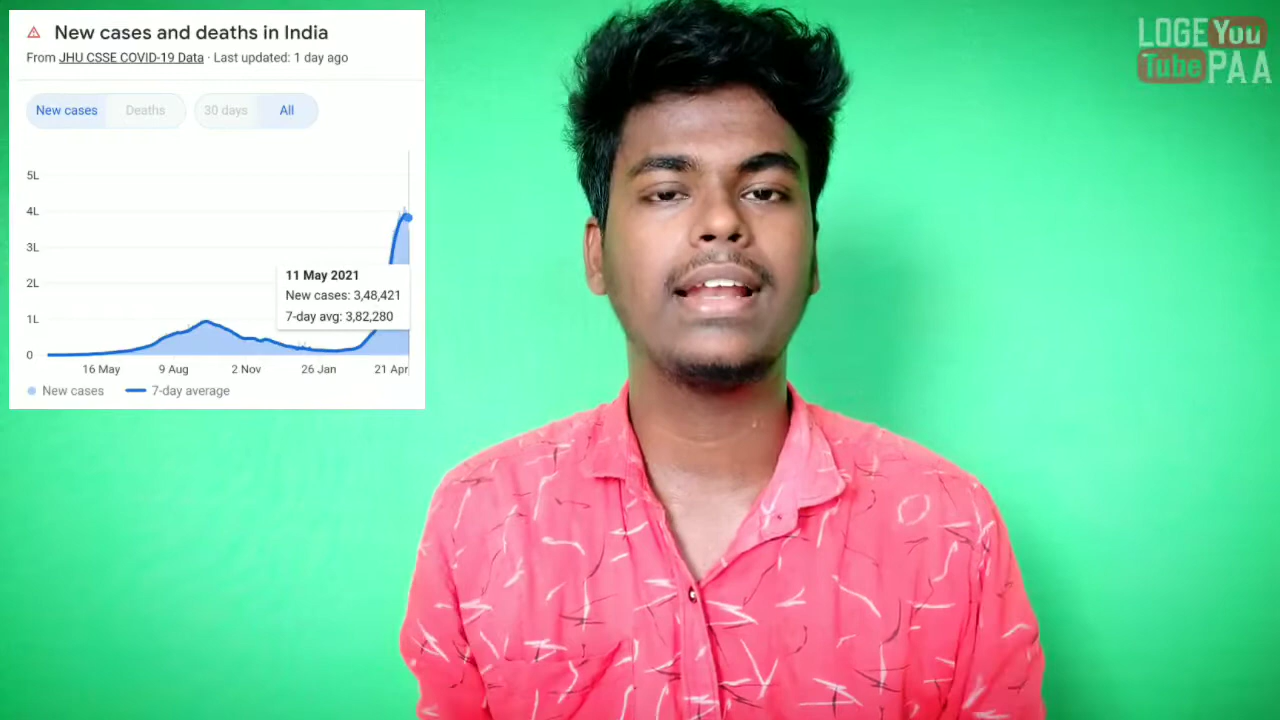 New cases and deaths in India
From JHU CSSE COVID-19 Data · Last updated: 1 day ago
New cases Deaths 30 days All
5L
4L
3L
2L
1L
0
11 May 2021
New cases: 3,48,421
7-day avg: 3,82,280
16 May 9 Aug 2 Nov 26 Jan 21 Apr
New cases 7-day average
LOGE You
Tube PAA